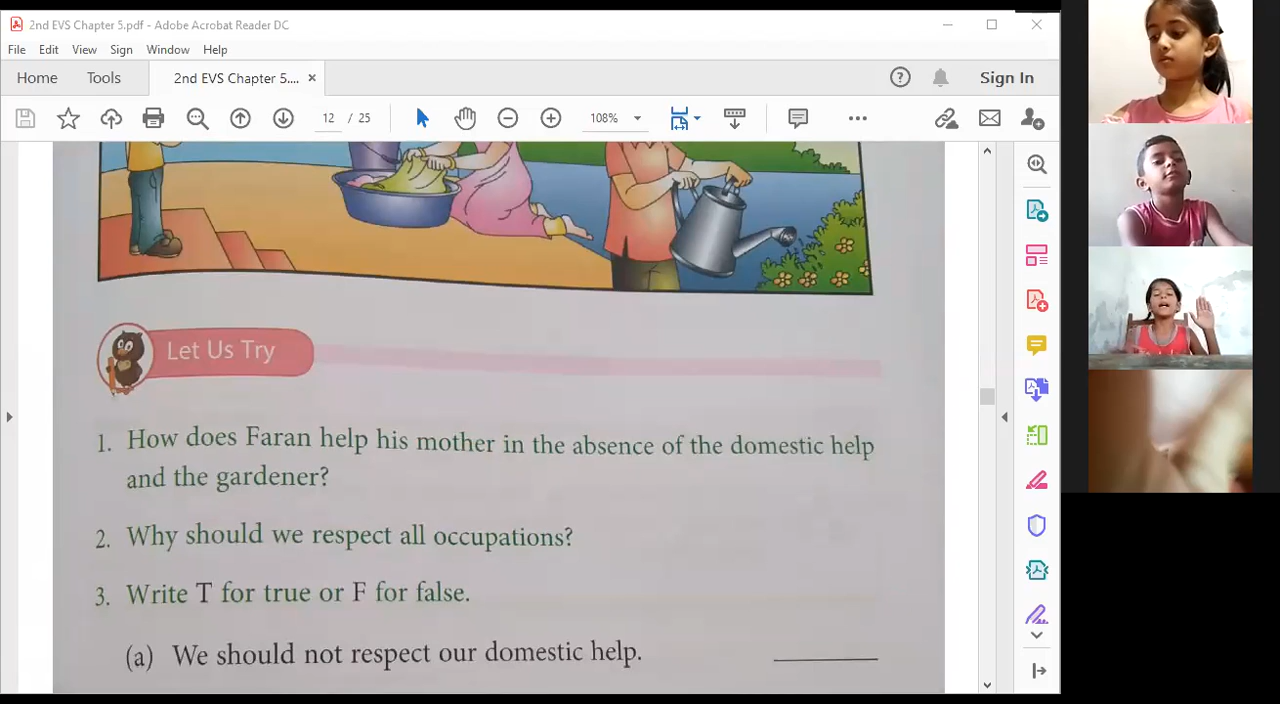 2nd EVS Chapter 5.pdf - Adobe Acrobat Reader DC
File Edit View Sign Window Help
Home Tools 2nd EVS Chapter 5.... × Sign In
12 / 25 108%
Let Us Try
1. How does Faran help his mother in the absence of the domestic help
and the gardener?
2. Why should we respect all occupations?
3. Write T for true or F for false.
(a) We should not respect our domestic help.